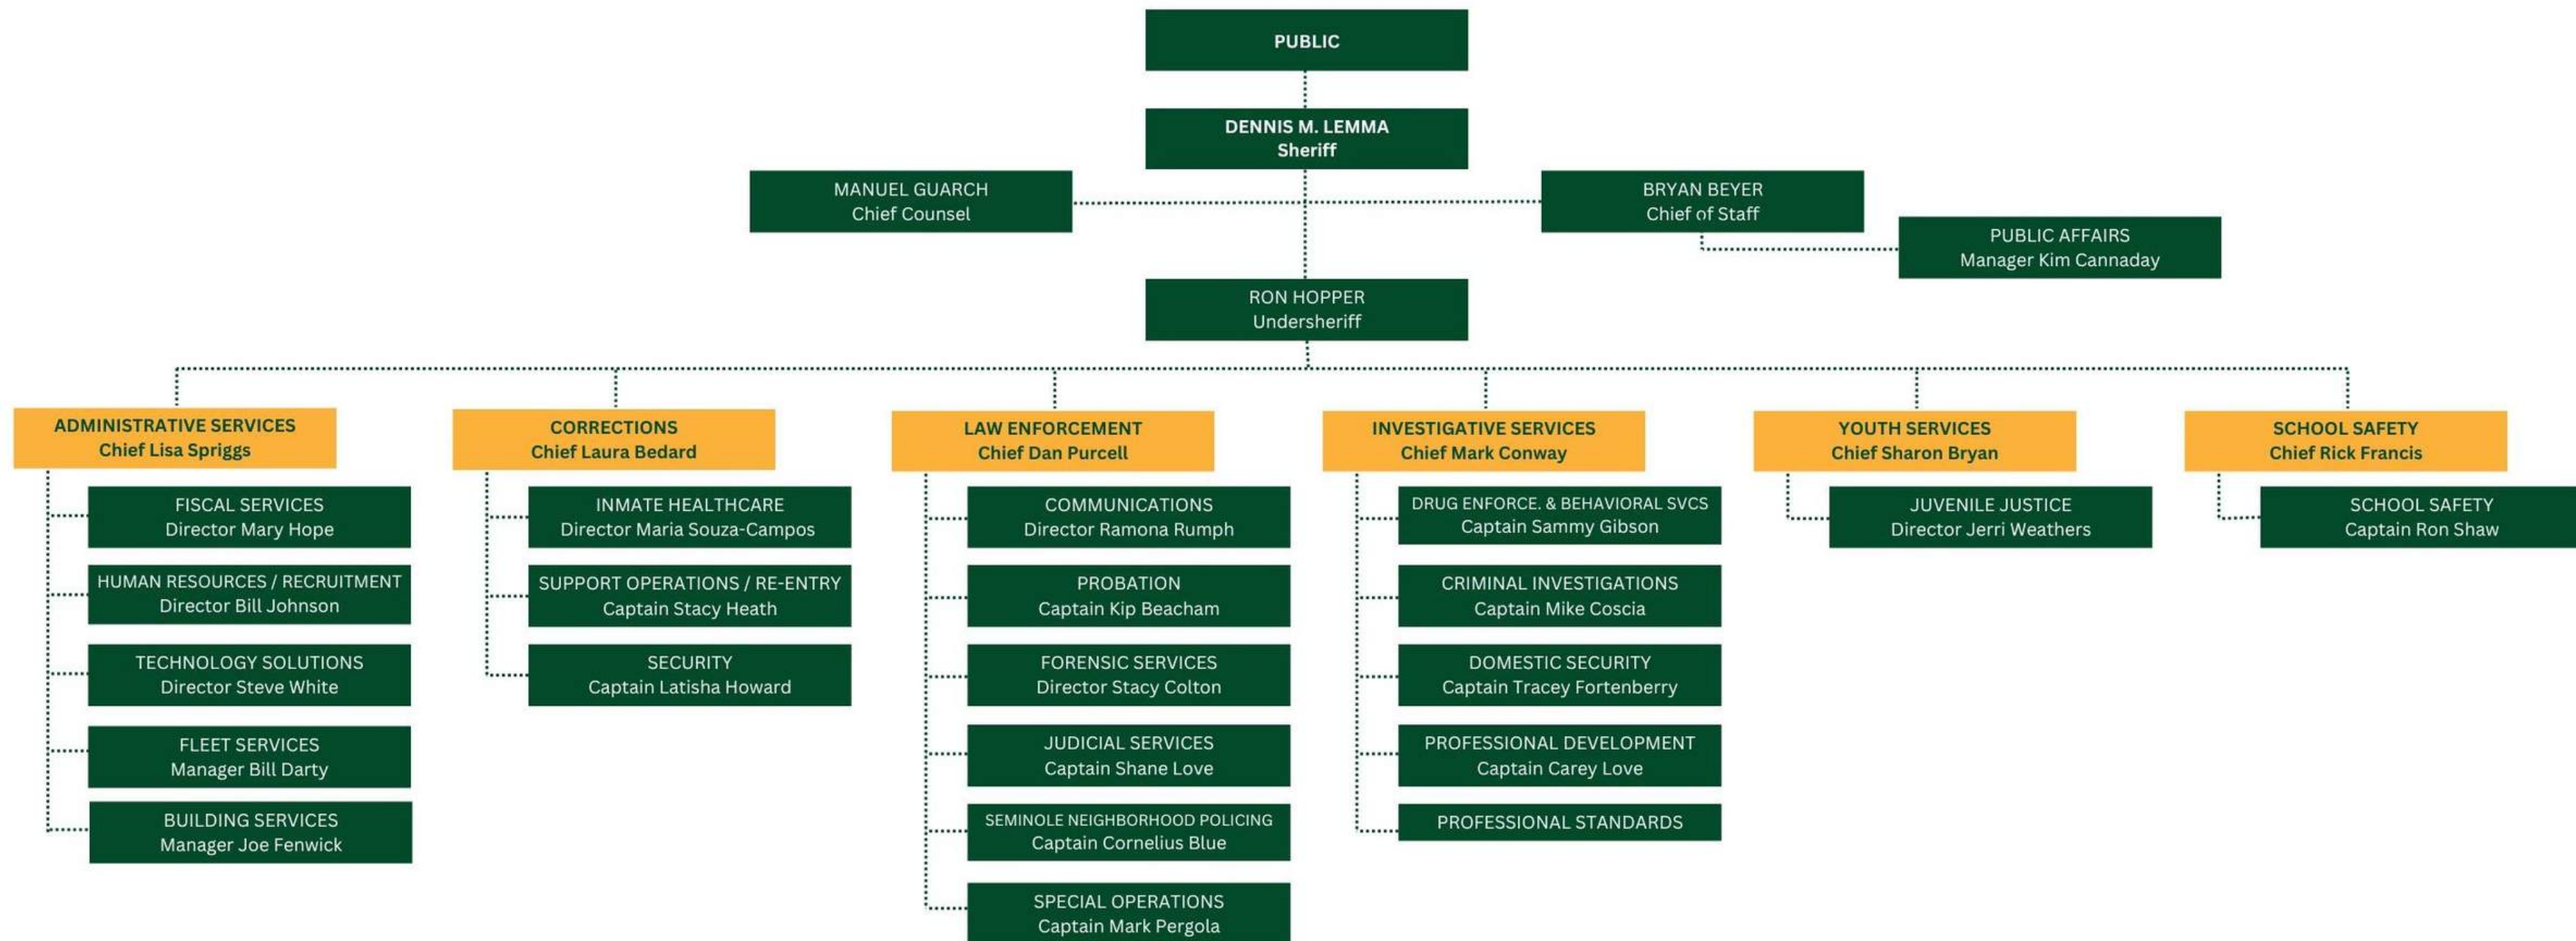 PUBLIC
DENNIS M. LEMMA
Sheriff
MANUEL GUARCH
Chief Counsel
BRYAN BEYER
Chief of Staff
PUBLIC AFFAIRS
Manager Kim Cannaday
RON HOPPER
Undersheriff
ADMINISTRATIVE SERVICES
Chief Lisa Spriggs
FISCAL SERVICES
Director Mary Hope
HUMAN RESOURCES / RECRUITMENT
Director Bill Johnson
TECHNOLOGY SOLUTIONS
Director Steve White
FLEET SERVICES
Manager Bill Darty
BUILDING SERVICES
Manager Joe Fenwick
CORRECTIONS
Chief Laura Bedard
INMATE HEALTHCARE
Director Maria Souza-Campos
SUPPORT OPERATIONS / RE-ENTRY
Captain Stacy Heath
SECURITY
Captain Latisha Howard
LAW ENFORCEMENT
Chief Dan Purcell
COMMUNICATIONS
Director Ramona Rumph
PROBATION
Captain Kip Beacham
FORENSIC SERVICES
Director Stacy Colton
JUDICIAL SERVICES
Captain Shane Love
SEMINOLE NEIGHBORHOOD POLICING
Captain Cornelius Blue
SPECIAL OPERATIONS
Captain Mark Pergola
INVESTIGATIVE SERVICES
Chief Mark Conway
DRUG ENFORCE. & BEHAVIORAL SVCS
Captain Sammy Gibson
CRIMINAL INVESTIGATIONS
Captain Mike Coscia
DOMESTIC SECURITY
Captain Tracey Fortenberry
PROFESSIONAL DEVELOPMENT
Captain Carey Love
PROFESSIONAL STANDARDS
YOUTH SERVICES
Chief Sharon Bryan
JUVENILE JUSTICE
Director Jerri Weathers
SCHOOL SAFETY
Chief Rick Francis
SCHOOL SAFETY
Captain Ron Shaw